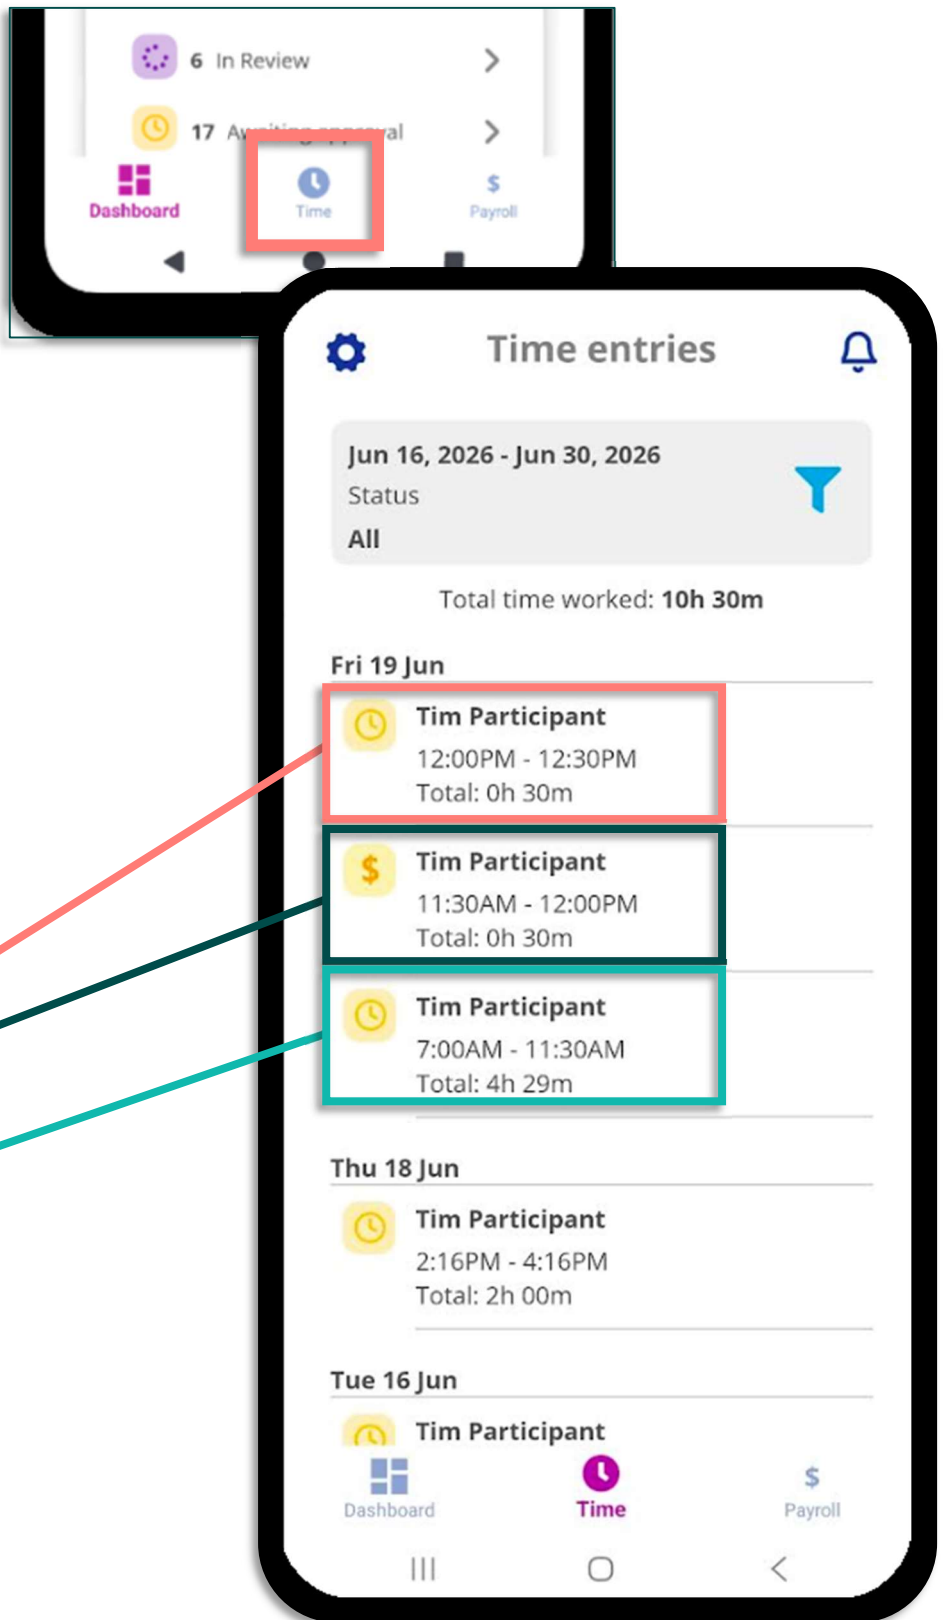 6 In Review
17 Awaiting approval
Dashboard
Time
$
Payroll
Time entries
Jun 16, 2026 - Jun 30, 2026
Status
All
Total time worked: 10h 30m
Fri 19 Jun
Tim Participant
12:00PM - 12:30PM
Total: 0h 30m
$
Tim Participant
11:30AM - 12:00PM
Total: 0h 30m
Tim Participant
7:00AM - 11:30AM
Total: 4h 29m
Thu 18 Jun
Tim Participant
2:16PM - 4:16PM
Total: 2h 00m
Tue 16 Jun
Tim Participant
Dashboard
Time
$
Payroll